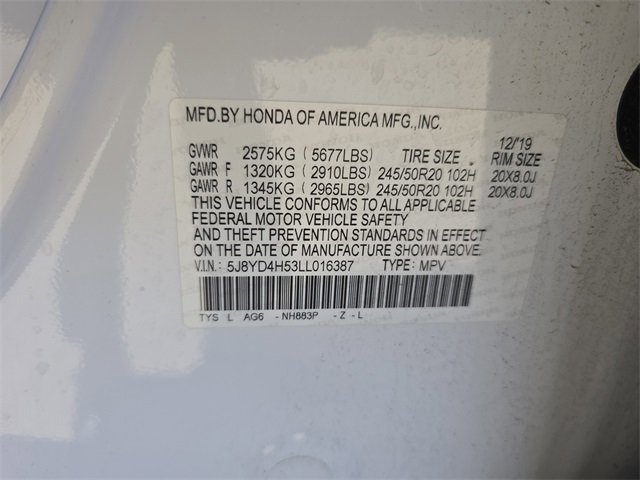 MFD.BY HONDA OF AMERICA MFG.,INC.
12/'19
GVWR 2575KG ( 5677LBS) TIRE SIZE RIM SIZE
GAWR F 1320KG ( 2910LBS) 245/50R20 102H 20X8.0J
GAWR R 1345KG ( 2965LBS) 245/50R20 102H 20X8.0J
THIS VEHICLE CONFORMS TO ALL APPLICABLE
FEDERAL MOTOR VEHICLE SAFETY
AND THEFT PREVENTION STANDARDS IN EFFECT
ON THE DATE OF MANUFACTURE SHOWN ABOVE.
V.I.N.: 5J8YD4H53LL016387 TYPE: MPV
TYS L AG6 - NH883P - Z - L